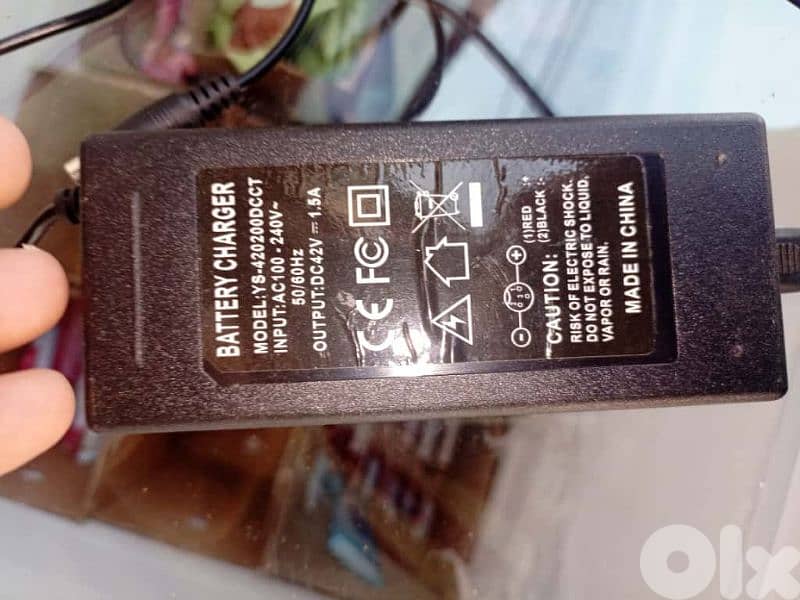 BATTERY CHARGER
MODEL:YS-420200DCCT
INPUT:AC100 - 240V~
50/60Hz
OUTPUT:DC42V ⎓ 1.5A
CE FC
(1)RED :+
(2)BLACK :-
CAUTION:
RISK OF ELECTRIC SHOCK.
DO NOT EXPOSE TO LIQUID,
VAPOR OR RAIN.
MADE IN CHINA
Olx